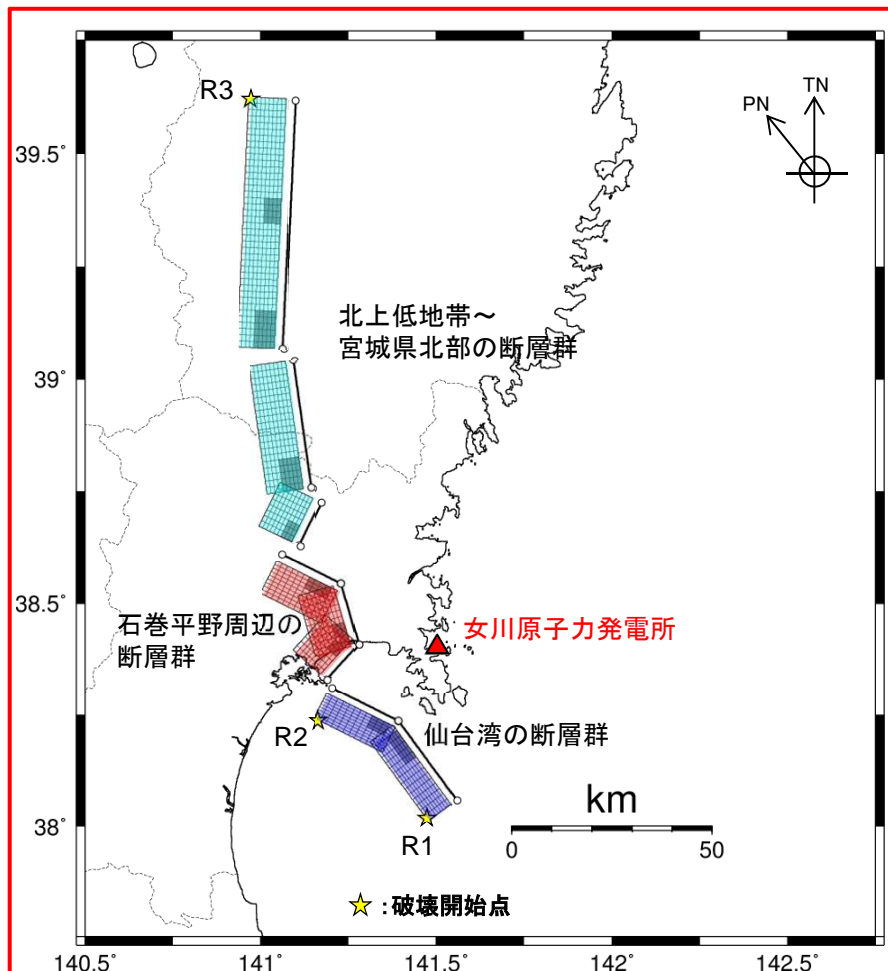 R3
TN
PN
39.5°
北上低地帯～
宮城県北部の断層群
39°
38.5°
石巻平野周辺の
断層群
女川原子力発電所
R2
仙台湾の断層群
km
38°
R1
0
50
:破壊開始点
140.5°
141°
141.5°
142°
142.5°